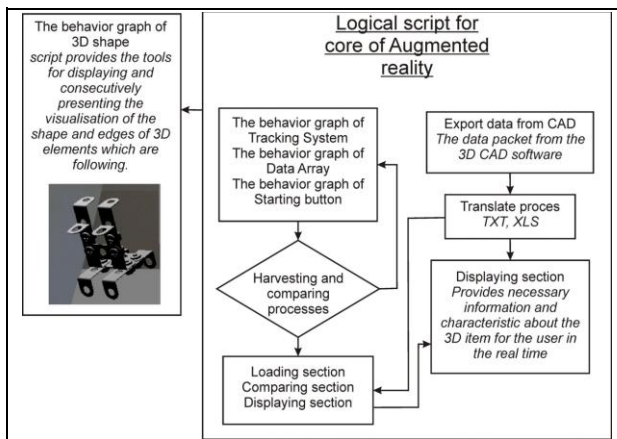 The behavior graph of
3D shape
script provides the tools
for displaying and
consecutively
presenting the
visualisation of the
shape and edges of 3D
elements which are
following.
Logical script for
core of Augmented
reality
The behavior graph of
Tracking System
The behavior graph of
Data Array
The behavior graph of
Starting button
Harvesting and
comparing
processes
Loading section
Comparing section
Displaying section
Export data from CAD
The data packet from the
3D CAD software
Translate proces
TXT, XLS
Displaying section
Provides necessary
information and
characteristic about the
3D item for the user in
the real time